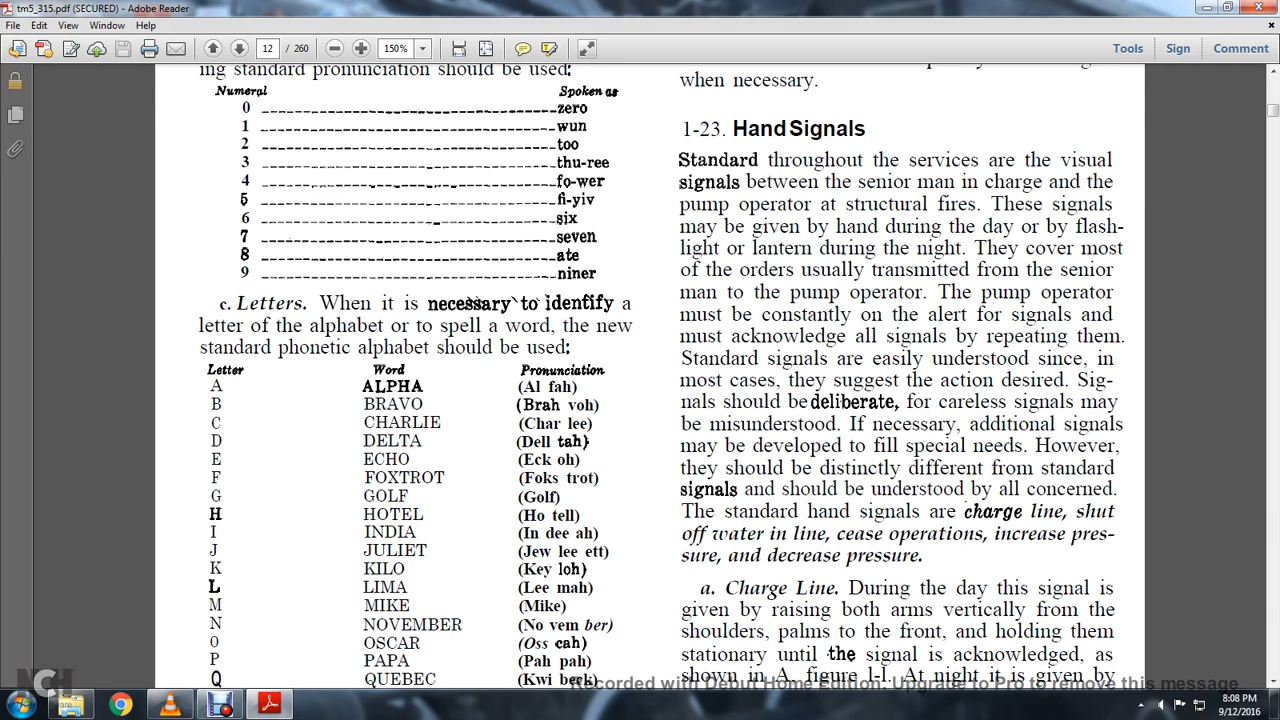 tm5_315.pdf (SECURED) - Adobe Reader
File Edit View Window Help
12 / 260 150% Tools Sign Comment
ing standard pronunciation should be used:
Numeral Spoken as
0 zero
1 wun
2 too
3 thu-ree
4 fo-wer
5 fi-yiv
6 six
7 seven
8 ate
9 niner
c. Letters. When it is necessary to identify a
letter of the alphabet or to spell a word, the new
standard phonetic alphabet should be used:
Letter Word Pronunciation
A ALPHA (Al fah)
B BRAVO (Brah voh)
C CHARLIE (Char lee)
D DELTA (Dell tah)
E ECHO (Eck oh)
F FOXTROT (Foks trot)
G GOLF (Golf)
H HOTEL (Ho tell)
I INDIA (In dee ah)
J JULIET (Jew lee ett)
K KILO (Key loh)
L LIMA (Lee mah)
M MIKE (Mike)
N NOVEMBER (No vem ber)
O OSCAR (Oss cah)
P PAPA (Pah pah)
Q QUEBEC (Kwi berk)
when necessary.
1-23. Hand Signals
Standard throughout the services are the visual
signals between the senior man in charge and the
pump operator at structural fires. These signals
may be given by hand during the day or by flash-
light or lantern during the night. They cover most
of the orders usually transmitted from the senior
man to the pump operator. The pump operator
must be constantly on the alert for signals and
must acknowledge all signals by repeating them.
Standard signals are easily understood since, in
most cases, they suggest the action desired. Sig-
nals should be deliberate, for careless signals may
be misunderstood. If necessary, additional signals
may be developed to fill special needs. However,
they should be distinctly different from standard
signals and should be understood by all concerned.
The standard hand signals are charge line, shut
off water in line, cease operations, increase pres-
sure, and decrease pressure.
a. Charge Line. During the day this signal is
given by raising both arms vertically from the
shoulders, palms to the front, and holding them
stationary until the signal is acknowledged, as
shown in A. figure l-l. At night it is given by
Recorded with Debut Home Edition. Upgrade to Pro to remove this message
NCH
8:08 PM
9/12/2016